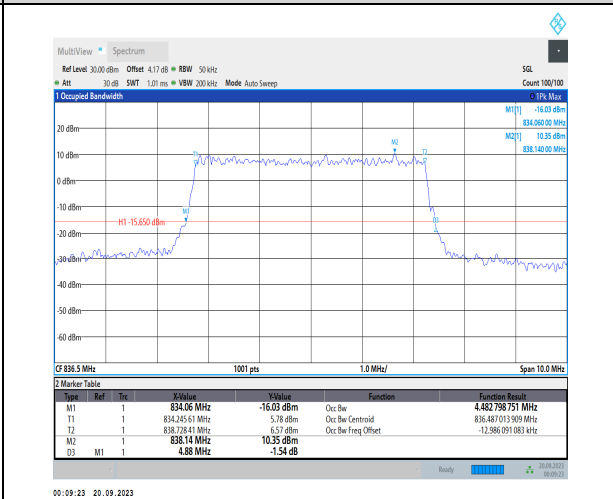 MultiView Spectrum
Ref Level 30.00 dBm Offset 4.17 dB RBW 50 kHz SGL
Att 30 dB SWT 1.01 ms VBW 200 kHz Mode Auto Sweep Count 100/100
1 Occupied Bandwidth 1Pk Max
M1[1] -16.03 dBm
834.060 00 MHz
M2[1] 10.35 dBm
838.140 00 MHz
20 dBm
M2
10 dBm
T1
T2
0 dBm
-10 dBm
M1
H1 -15.650 dBm
D3
-20 dBm
-30 dBm
-40 dBm
-50 dBm
-60 dBm
CF 836.5 MHz 1001 pts 1.0 MHz/ Span 10.0 MHz
2 Marker Table
Type Ref Trc X-Value Y-Value Function Function Result
M1 1 834.06 MHz -16.03 dBm Occ Bw 4.482 798 751 MHz
T1 1 834.245 61 MHz 5.78 dBm Occ Bw Centroid 836.487 013 909 MHz
T2 1 838.728 41 MHz 6.57 dBm Occ Bw Freq Offset -12.986 091 083 kHz
M2 1 838.14 MHz 10.35 dBm
D3 M1 1 4.88 MHz -1.54 dB
Ready 20.09.2023
00:09:23
00:09:23 20.09.2023